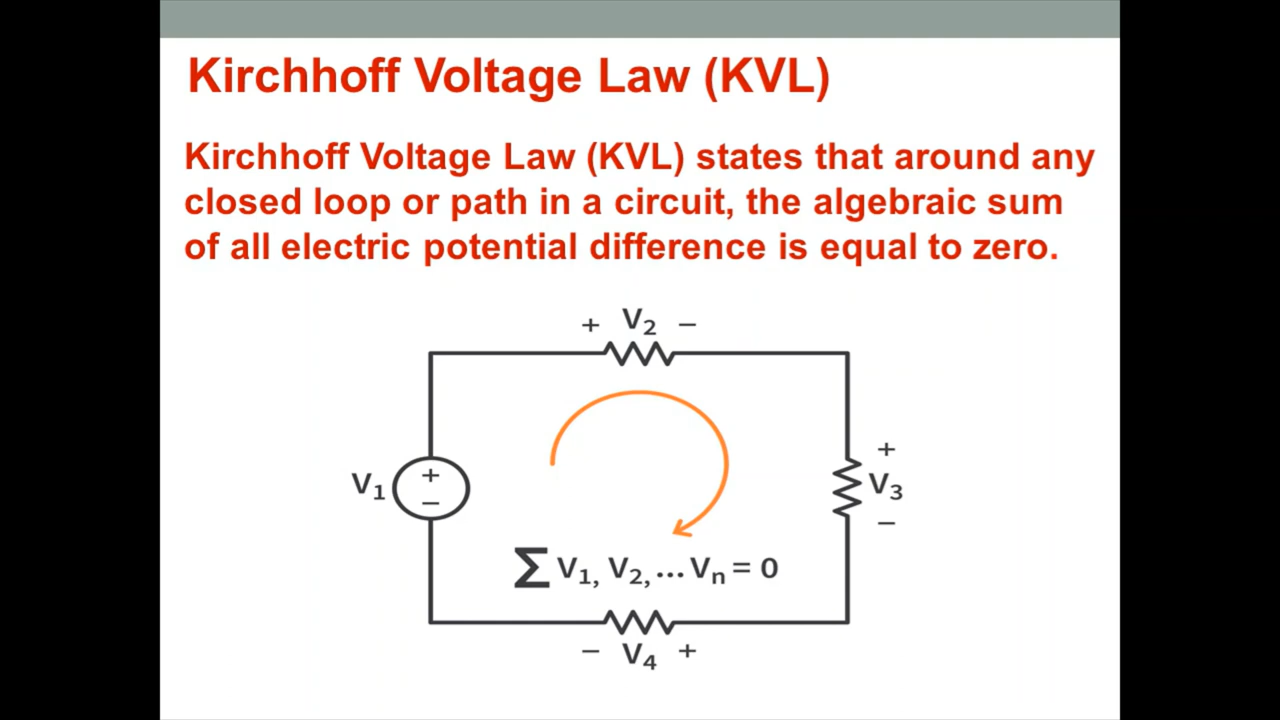 Kirchhoff Voltage Law (KVL)
Kirchhoff Voltage Law (KVL) states that around any
closed loop or path in a circuit, the algebraic sum
of all electric potential difference is equal to zero.
+ V₂ −
V₁
+
−
+
V₃
−
∑ V₁, V₂, ... Vₙ = 0
− V₄ +